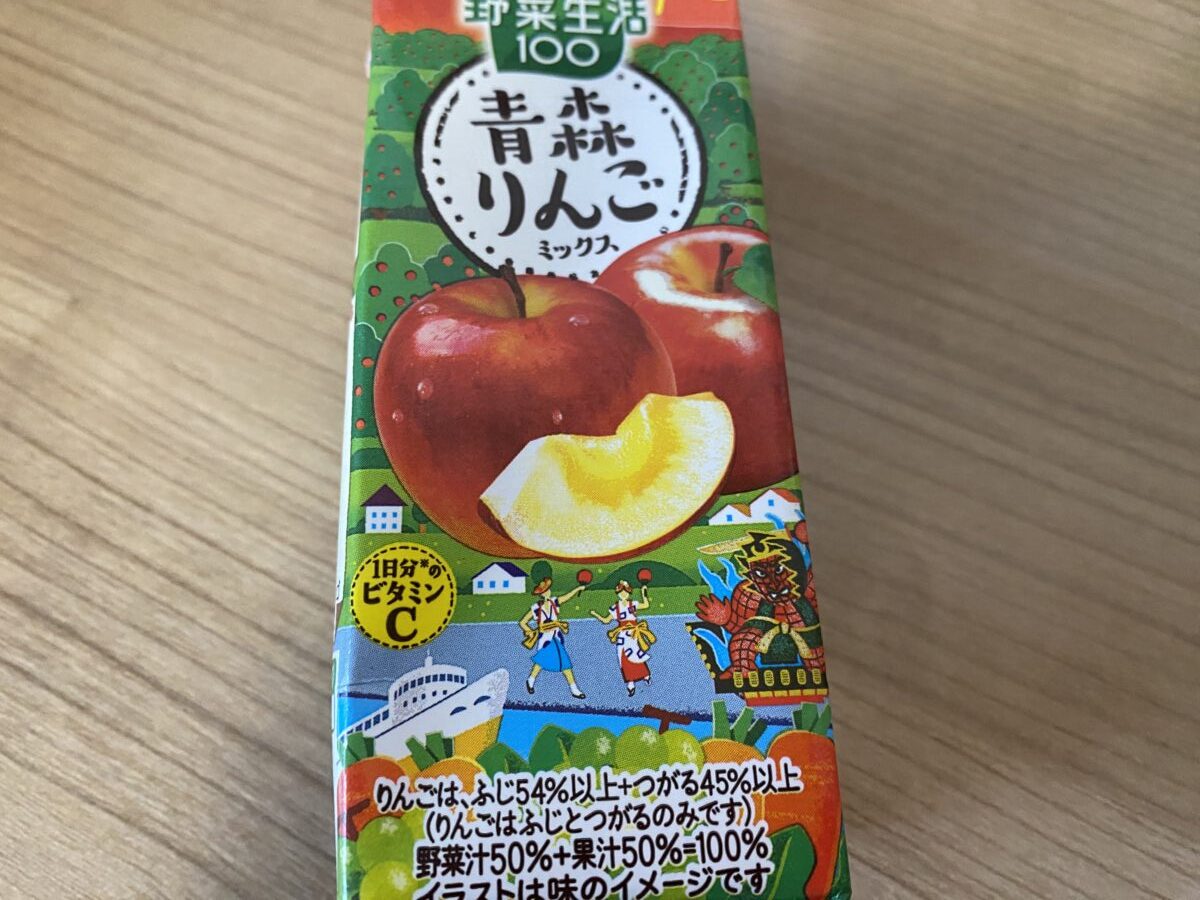 野菜生活
100
青森
りんご
ミックス
1日分※の
ビタミン
C
りんごは、ふじ54%以上+つがる45%以上
(りんごはふじとつがるのみです)
野菜汁50%+果汁50%=100%
イラストは味のイメージです